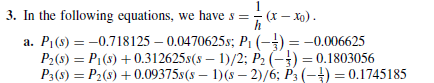 3. In the following equations, we have s = 1/h (x − x₀).
a. P₁(s) = −0.718125 − 0.0470625s; P₁ (−1/3) = −0.006625
P₂(s) = P₁(s) + 0.312625s(s − 1)/2; P₂ (−1/3) = 0.1803056
P₃(s) = P₂(s) + 0.09375s(s − 1)(s − 2)/6; P₃ (−1/3) = 0.1745185